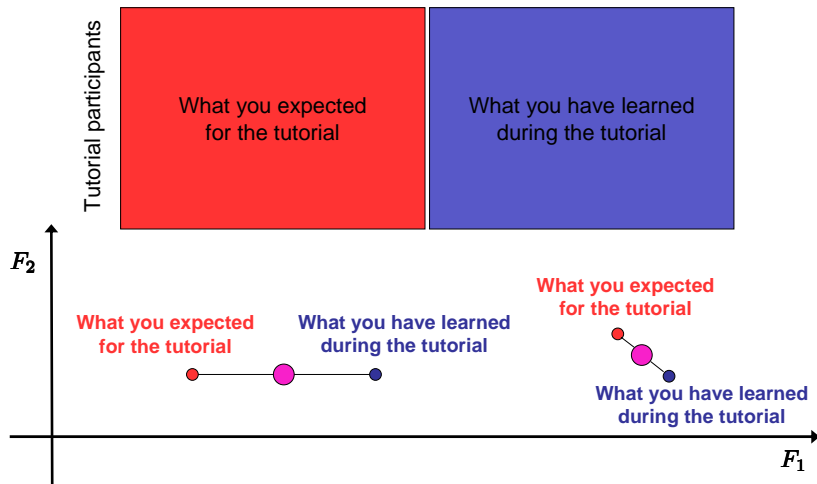 Tutorial participants
What you expected
for the tutorial
What you have learned
during the tutorial
F2
What you expected
for the tutorial
What you have learned
during the tutorial
What you expected
for the tutorial
What you have learned
during the tutorial
F1